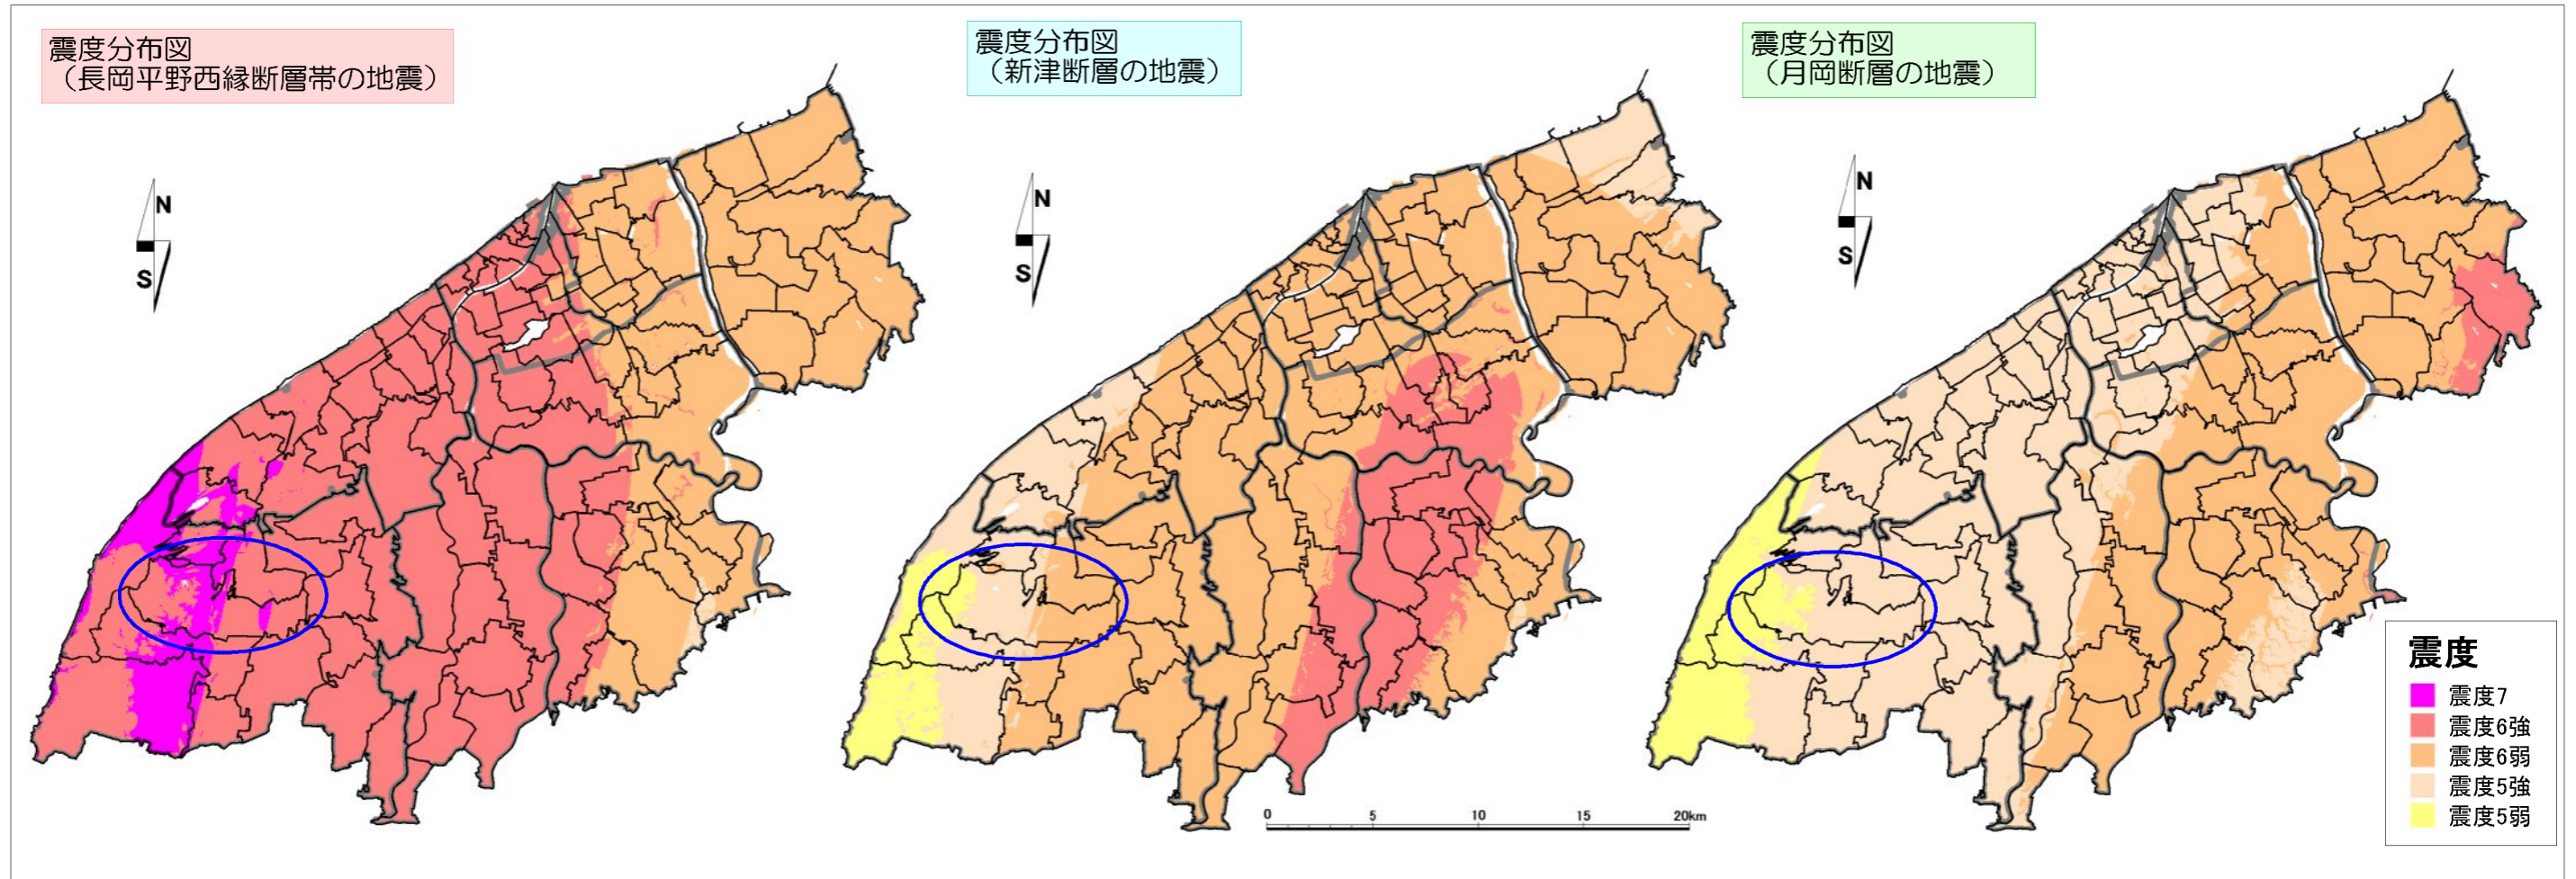 震度分布図
（長岡平野西縁断層帯の地震）
震度分布図
（新津断層の地震）
震度分布図
（月岡断層の地震）
N
S
N
S
N
S
0 5 10 15 20km
震度
震度7
震度6強
震度6弱
震度5強
震度5弱